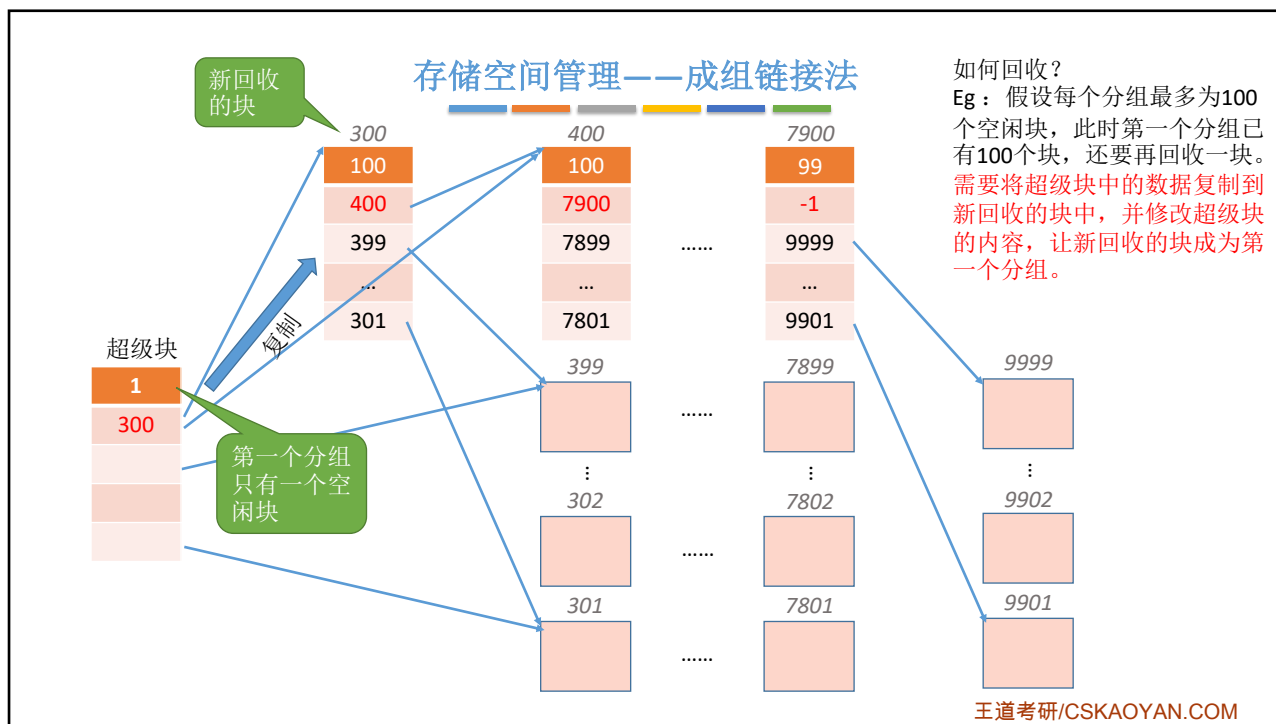 存储空间管理——成组链接法
新回收
的块
如何回收？
Eg：假设每个分组最多为100
个空闲块，此时第一个分组已
有100个块，还要再回收一块。
需要将超级块中的数据复制到
新回收的块中，并修改超级块
的内容，让新回收的块成为第
一个分组。
300
100
400
399
…
301
400
100
7900
7899
…
7801
……
7900
99
-1
9999
…
9901
复制
超级块
1
300
第一个分组
只有一个空
闲块
399
……
7899
9999
…
…
…
302
……
7802
9902
301
……
7801
9901
王道考研/CSKAOYAN.COM